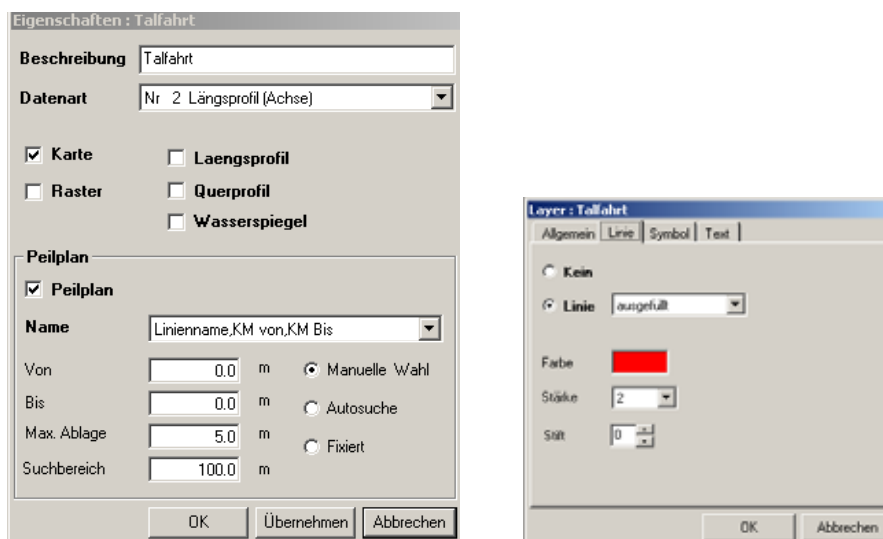 Eigenschaften : Talfahrt
Beschreibung Talfahrt
Datenart Nr 2 Längsprofil (Achse)
Karte Laengsprofil
Raster Querprofil
Wasserspiegel
Peilplan
Peilplan
Name Linienname,KM von,KM Bis
Von 0.0 m Manuelle Wahl
Bis 0.0 m Autosuche
Max. Ablage 5.0 m Fixiert
Suchbereich 100.0 m
OK Übernehmen Abbrechen
Layer : Talfahrt
Allgemein Linie Symbol Text
Kein
Linie ausgefüllt
Farbe
Stärke 2
Stift 0
OK Abbrechen